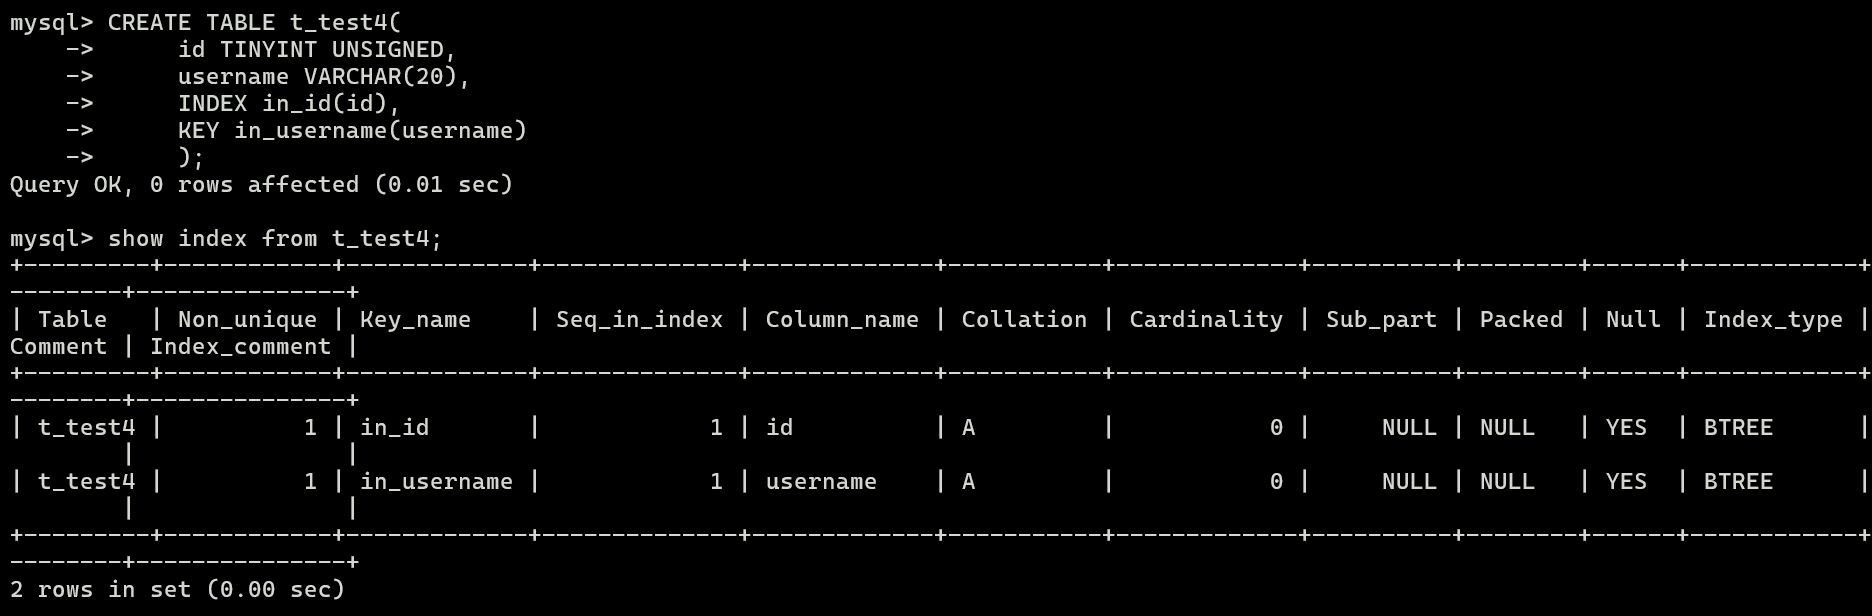 mysql> CREATE TABLE t_test4(
    ->      id TINYINT UNSIGNED,
    ->      username VARCHAR(20),
    ->      INDEX in_id(id),
    ->      KEY in_username(username)
    ->      );
Query OK, 0 rows affected (0.01 sec)

mysql> show index from t_test4;
+---------+------------+-------------+--------------+-------------+-----------+-------------+----------+--------+------+------------+
--------+---------------+
| Table   | Non_unique | Key_name    | Seq_in_index | Column_name | Collation | Cardinality | Sub_part | Packed | Null | Index_type |
Comment | Index_comment |
+---------+------------+-------------+--------------+-------------+-----------+-------------+----------+--------+------+------------+
--------+---------------+
| t_test4 |          1 | in_id       |            1 | id          | A         |           0 |     NULL | NULL   | YES  | BTREE      |
        |               |
| t_test4 |          1 | in_username |            1 | username    | A         |           0 |     NULL | NULL   | YES  | BTREE      |
        |               |
+---------+------------+-------------+--------------+-------------+-----------+-------------+----------+--------+------+------------+
--------+---------------+
2 rows in set (0.00 sec)